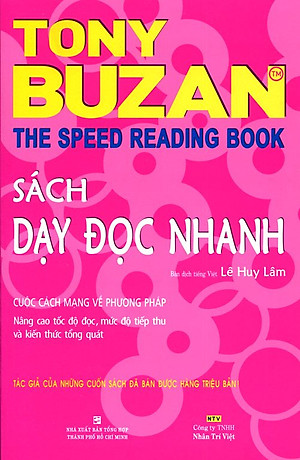 TONY
BUZAN™
THE SPEED READING BOOK
SÁCH
DẠY ĐỌC NHANH
Bản dịch tiếng Việt Lê Huy Lâm
CUỘC CÁCH MẠNG VỀ PHƯƠNG PHÁP
Nâng cao tốc độ đọc, mức độ tiếp thu
và kiến thức tổng quát
TÁC GIẢ CỦA NHỮNG CUỐN SÁCH ĐÃ BÁN ĐƯỢC HÀNG TRIỆU BẢN!
NHÀ XUẤT BẢN TỔNG HỢP
THÀNH PHỐ HỒ CHÍ MINH
NTV
Công ty TNHH
Nhân Trí Việt